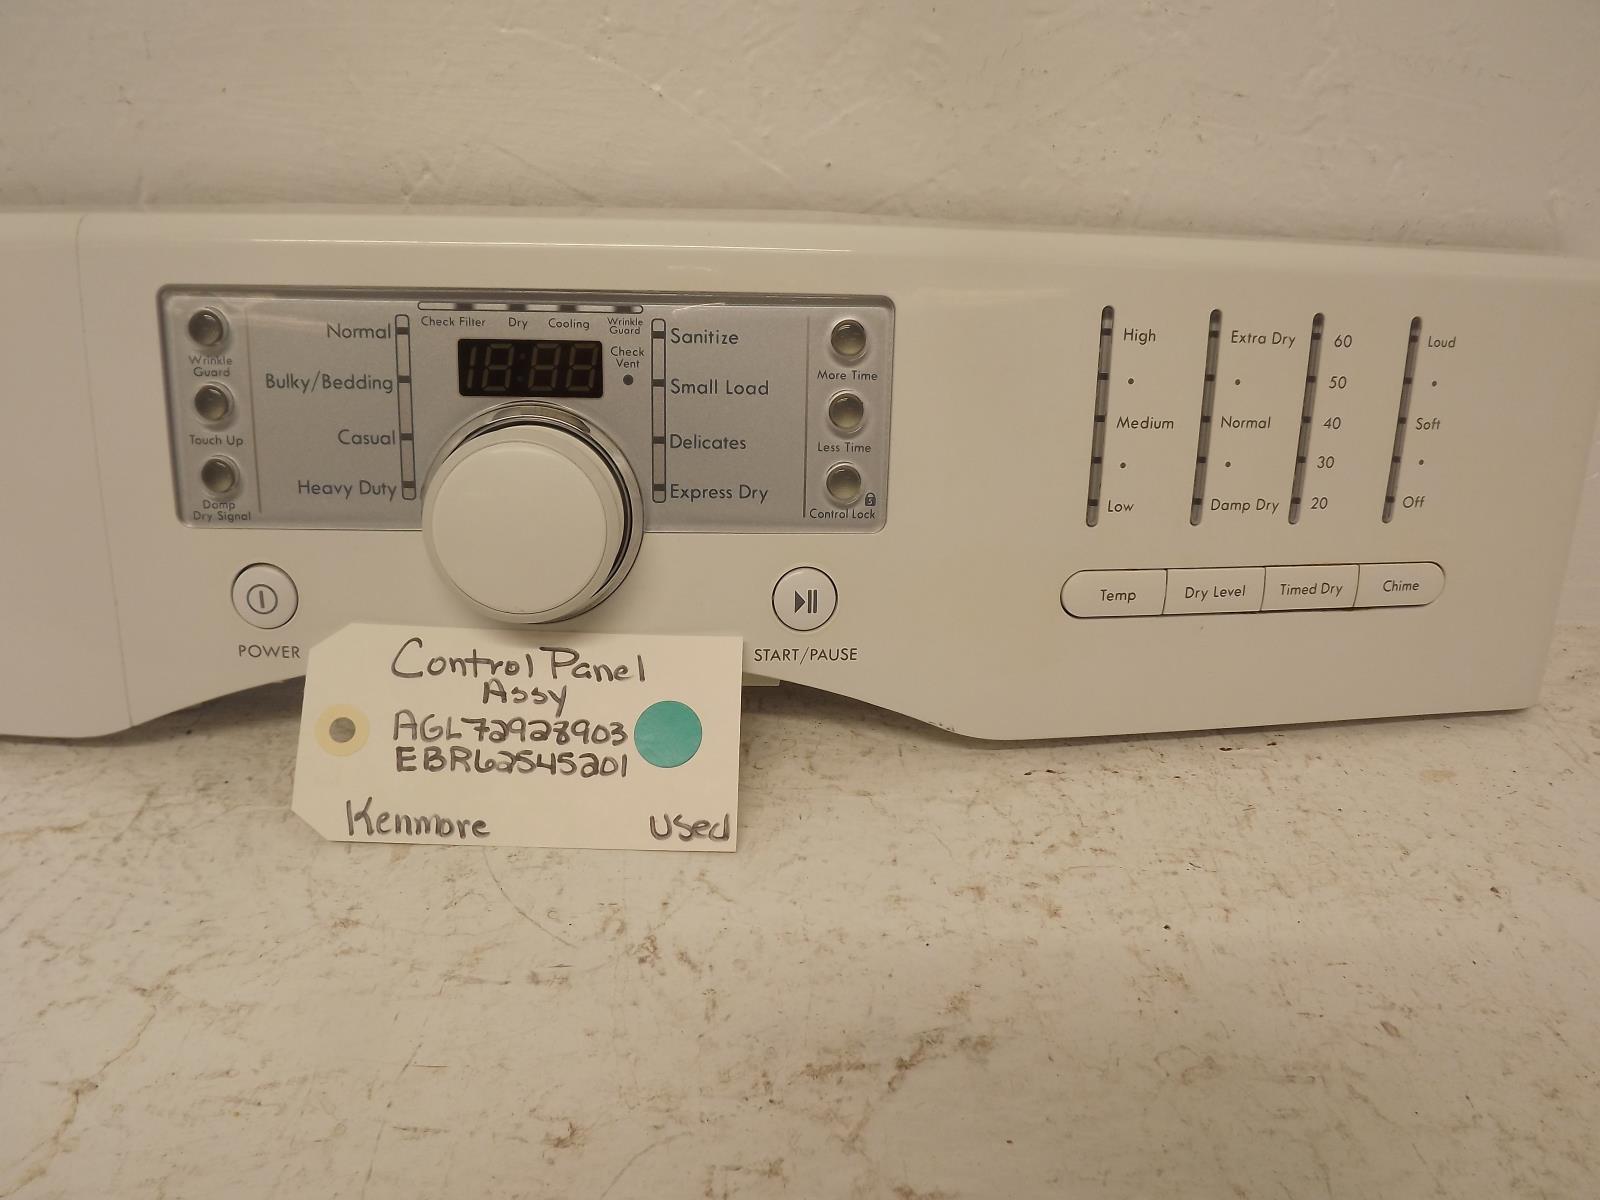 Wrinkle
Guard
Touch Up
Damp
Dry Signal
Normal
Bulky/Bedding
Casual
Heavy Duty
Check Filter
Dry
Cooling
Wrinkle
Guard
18:88
Check
Vent
Sanitize
Small Load
Delicates
Express Dry
More Time
Less Time
Control Lock
POWER
START/PAUSE
High
Medium
Low
Extra Dry
Normal
Damp Dry
60
50
40
30
20
Loud
Soft
Off
Temp
Dry Level
Timed Dry
Chime
Control Panel
Assy
AGL72928903
EBR62545201
Kenmore
Used